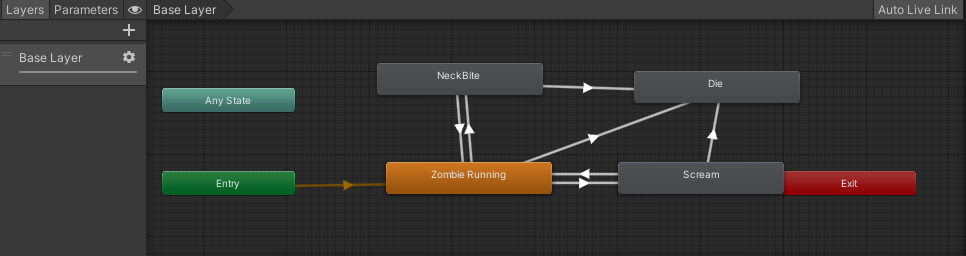 Layers Parameters Base Layer Auto Live Link
Base Layer
NeckBite
Die
Any State
Zombie Running
Scream
Entry
Exit